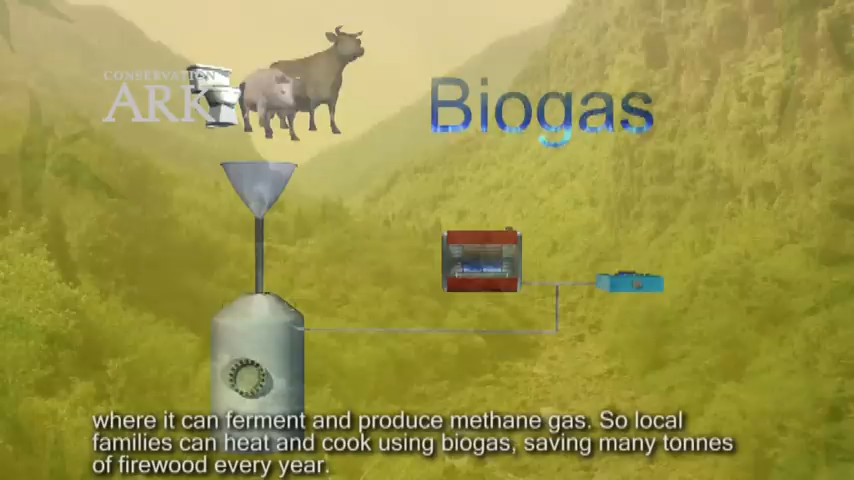 CONSERVATION
ARK
Biogas
where it can ferment and produce methane gas. So local
families can heat and cook using biogas, saving many tonnes
of firewood every year.